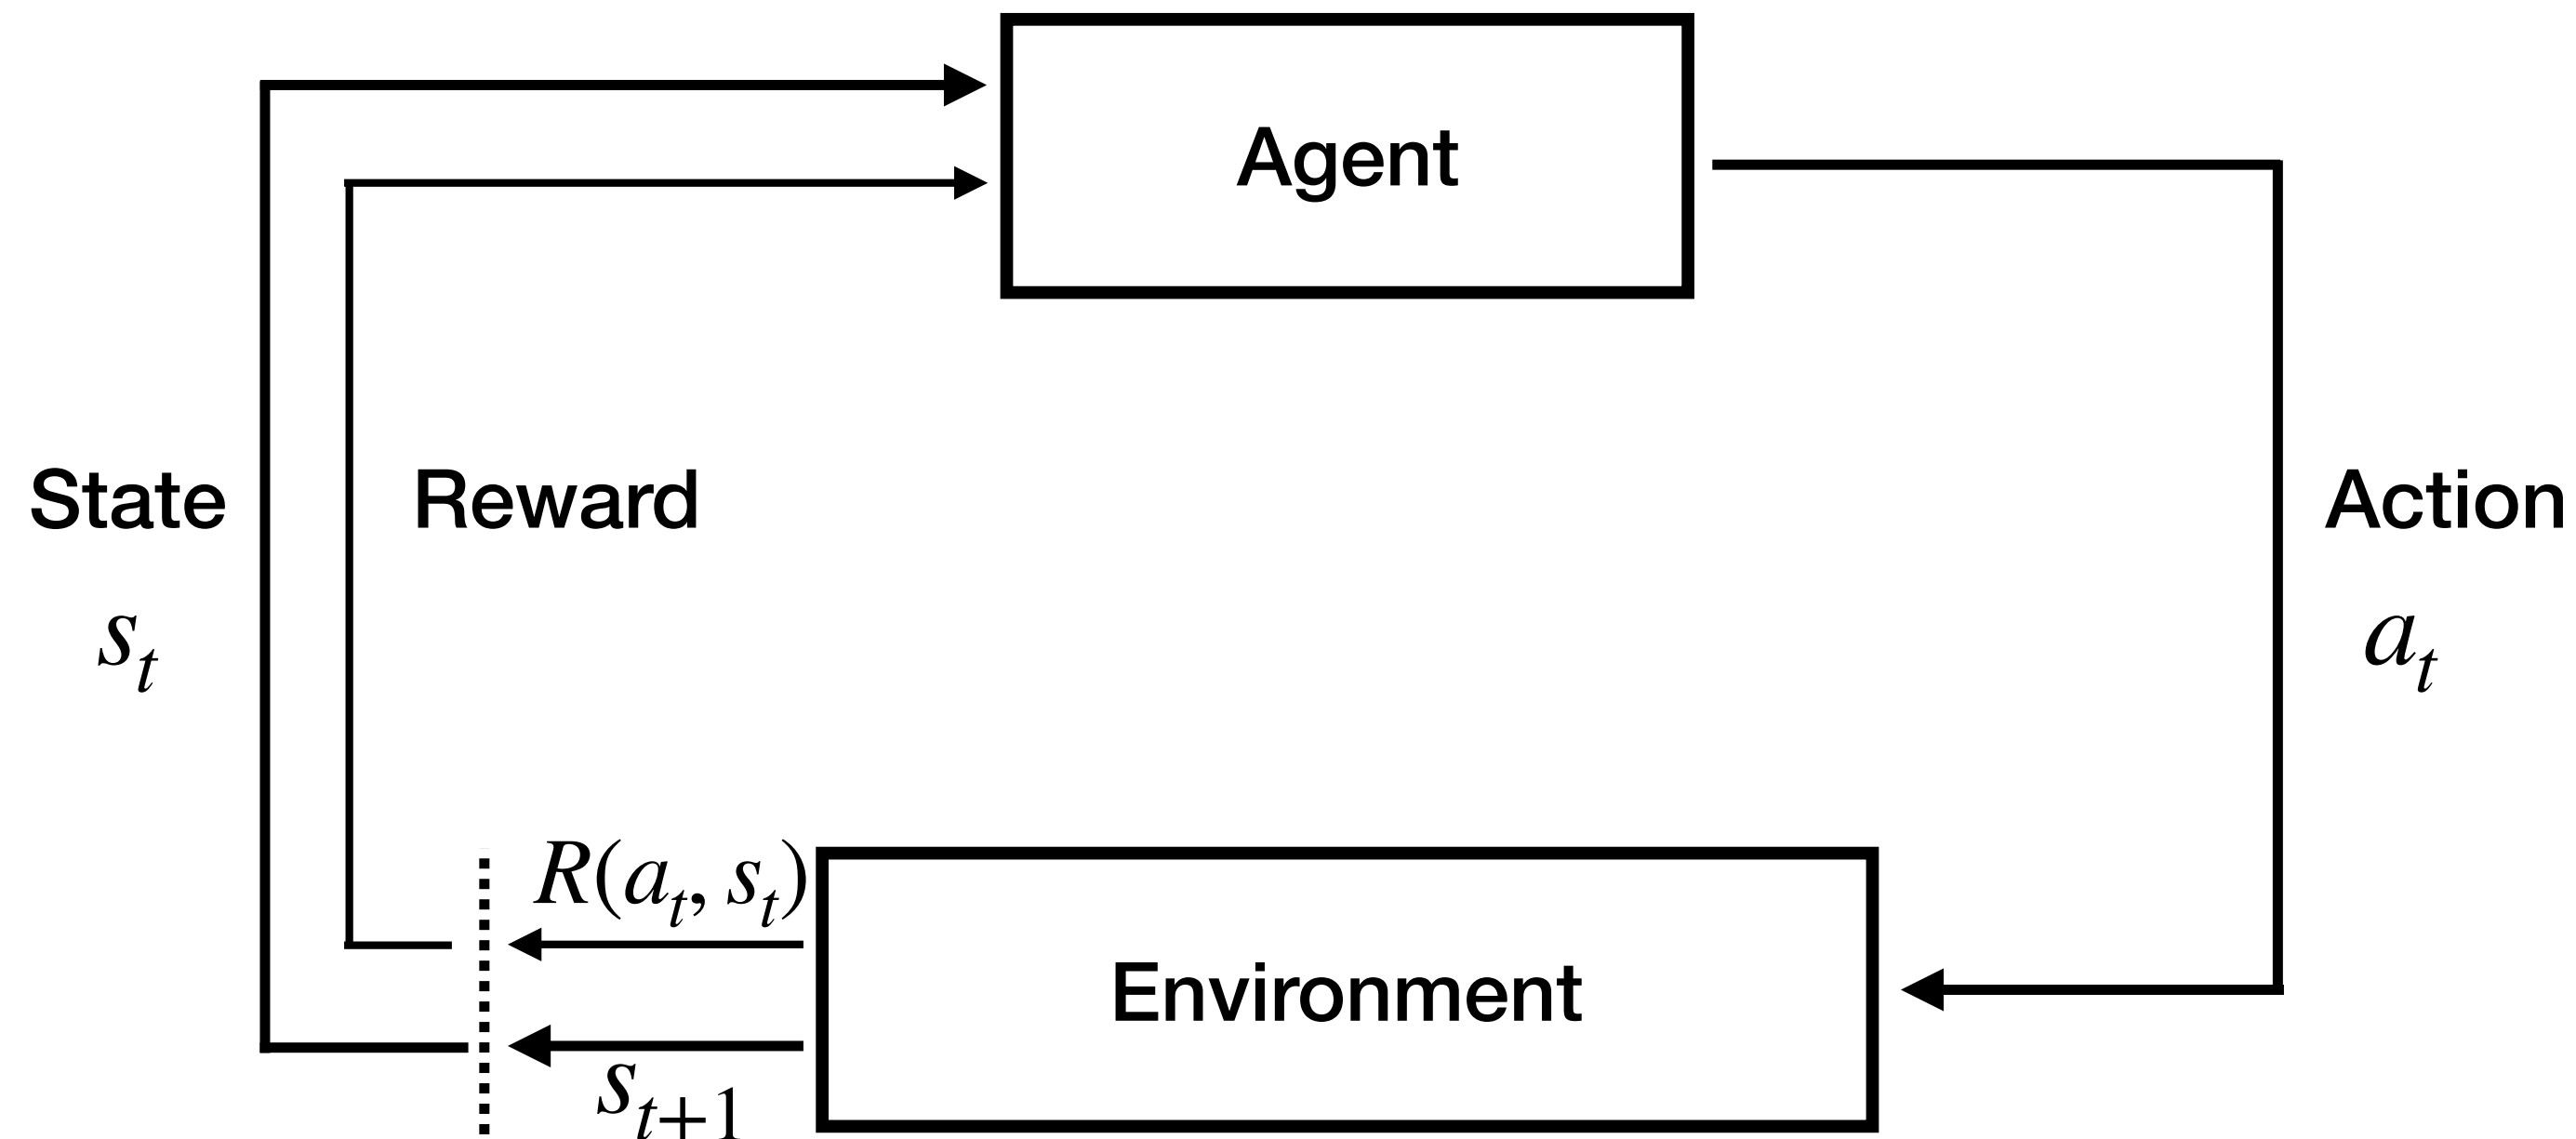 Agent
State
Reward
Action
s_t
a_t
R(a_t, s_t)
Environment
s_{t+1}